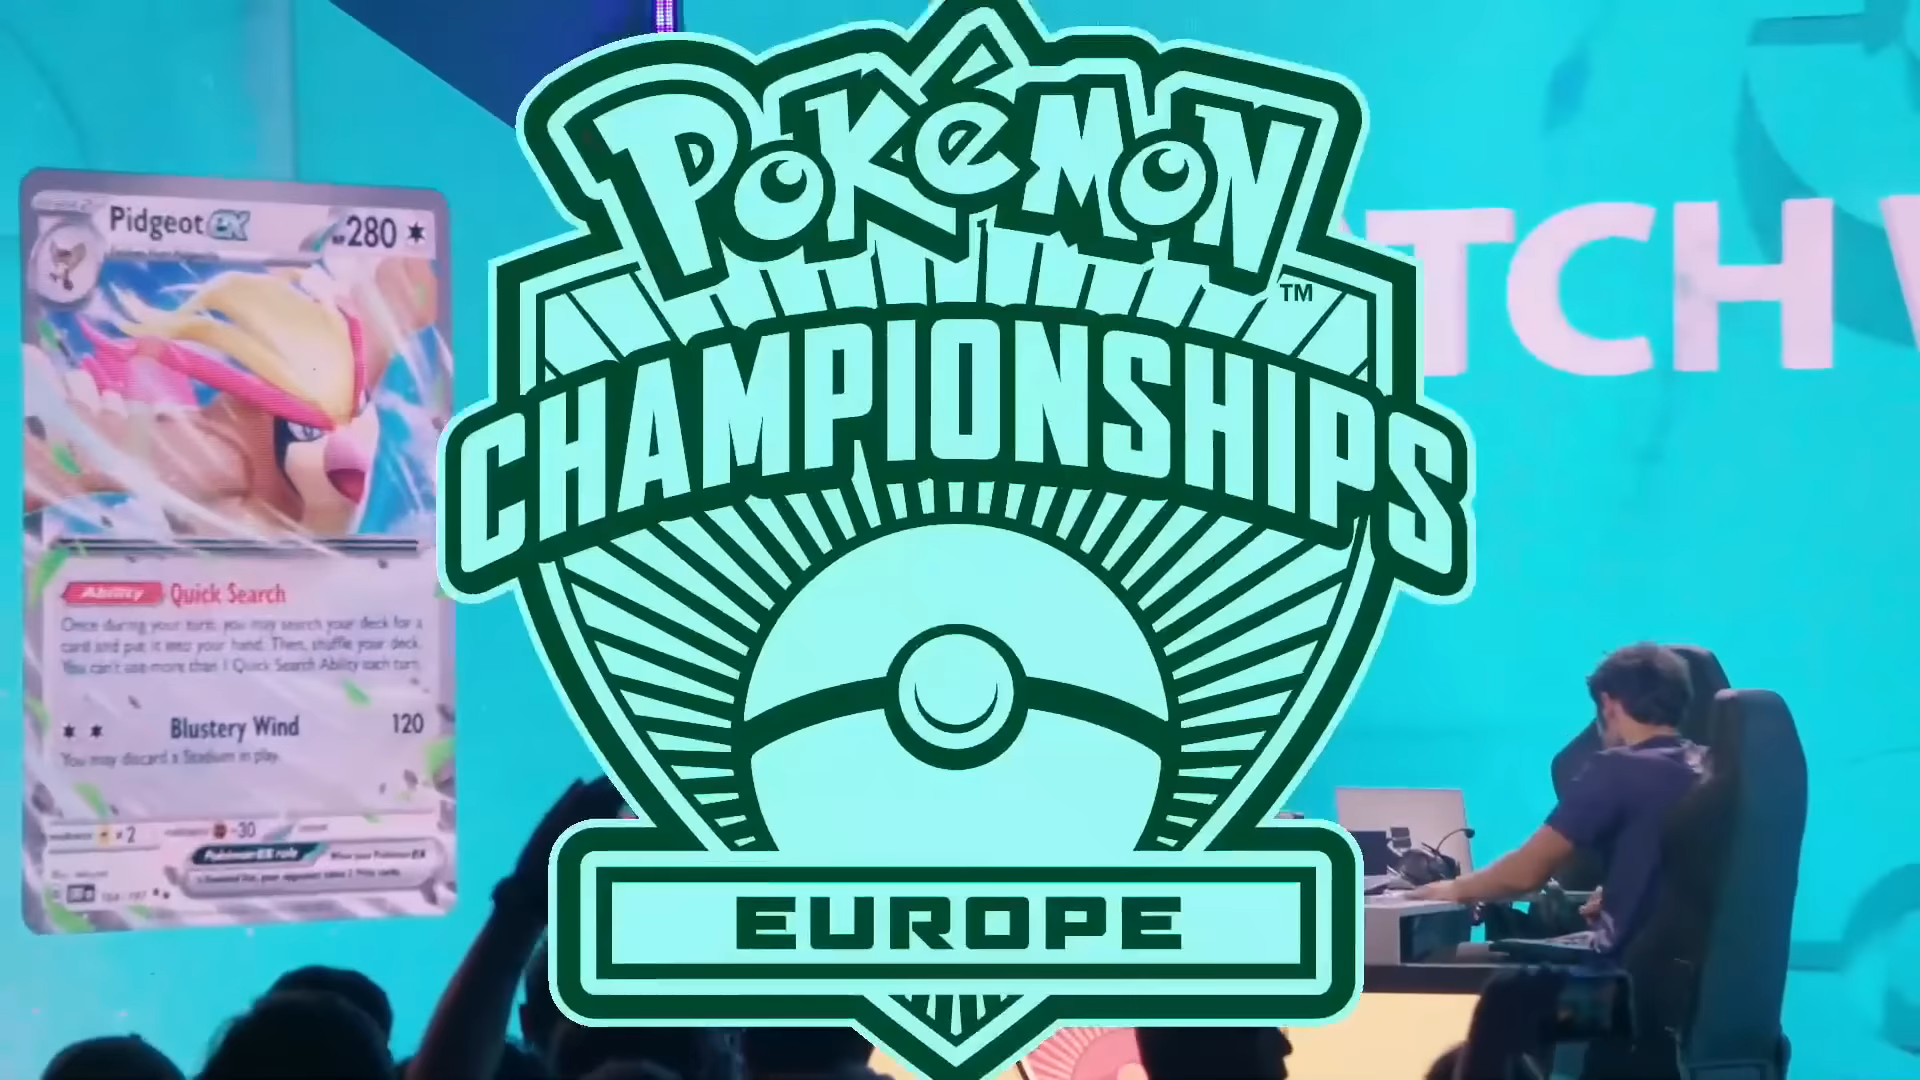 POKéMON
™
CHAMPIONSHIPS
EUROPE
TCH
Pidgeot ex
280
Ability Quick Search
Once during your turn, you may search your deck for a
card and put it into your hand. Then, shuffle your deck.
You can't use more than 1 Quick Search Ability each turn.
Blustery Wind 120
You may discard a Stadium in play.
×2
-30
Pokémon ex rule